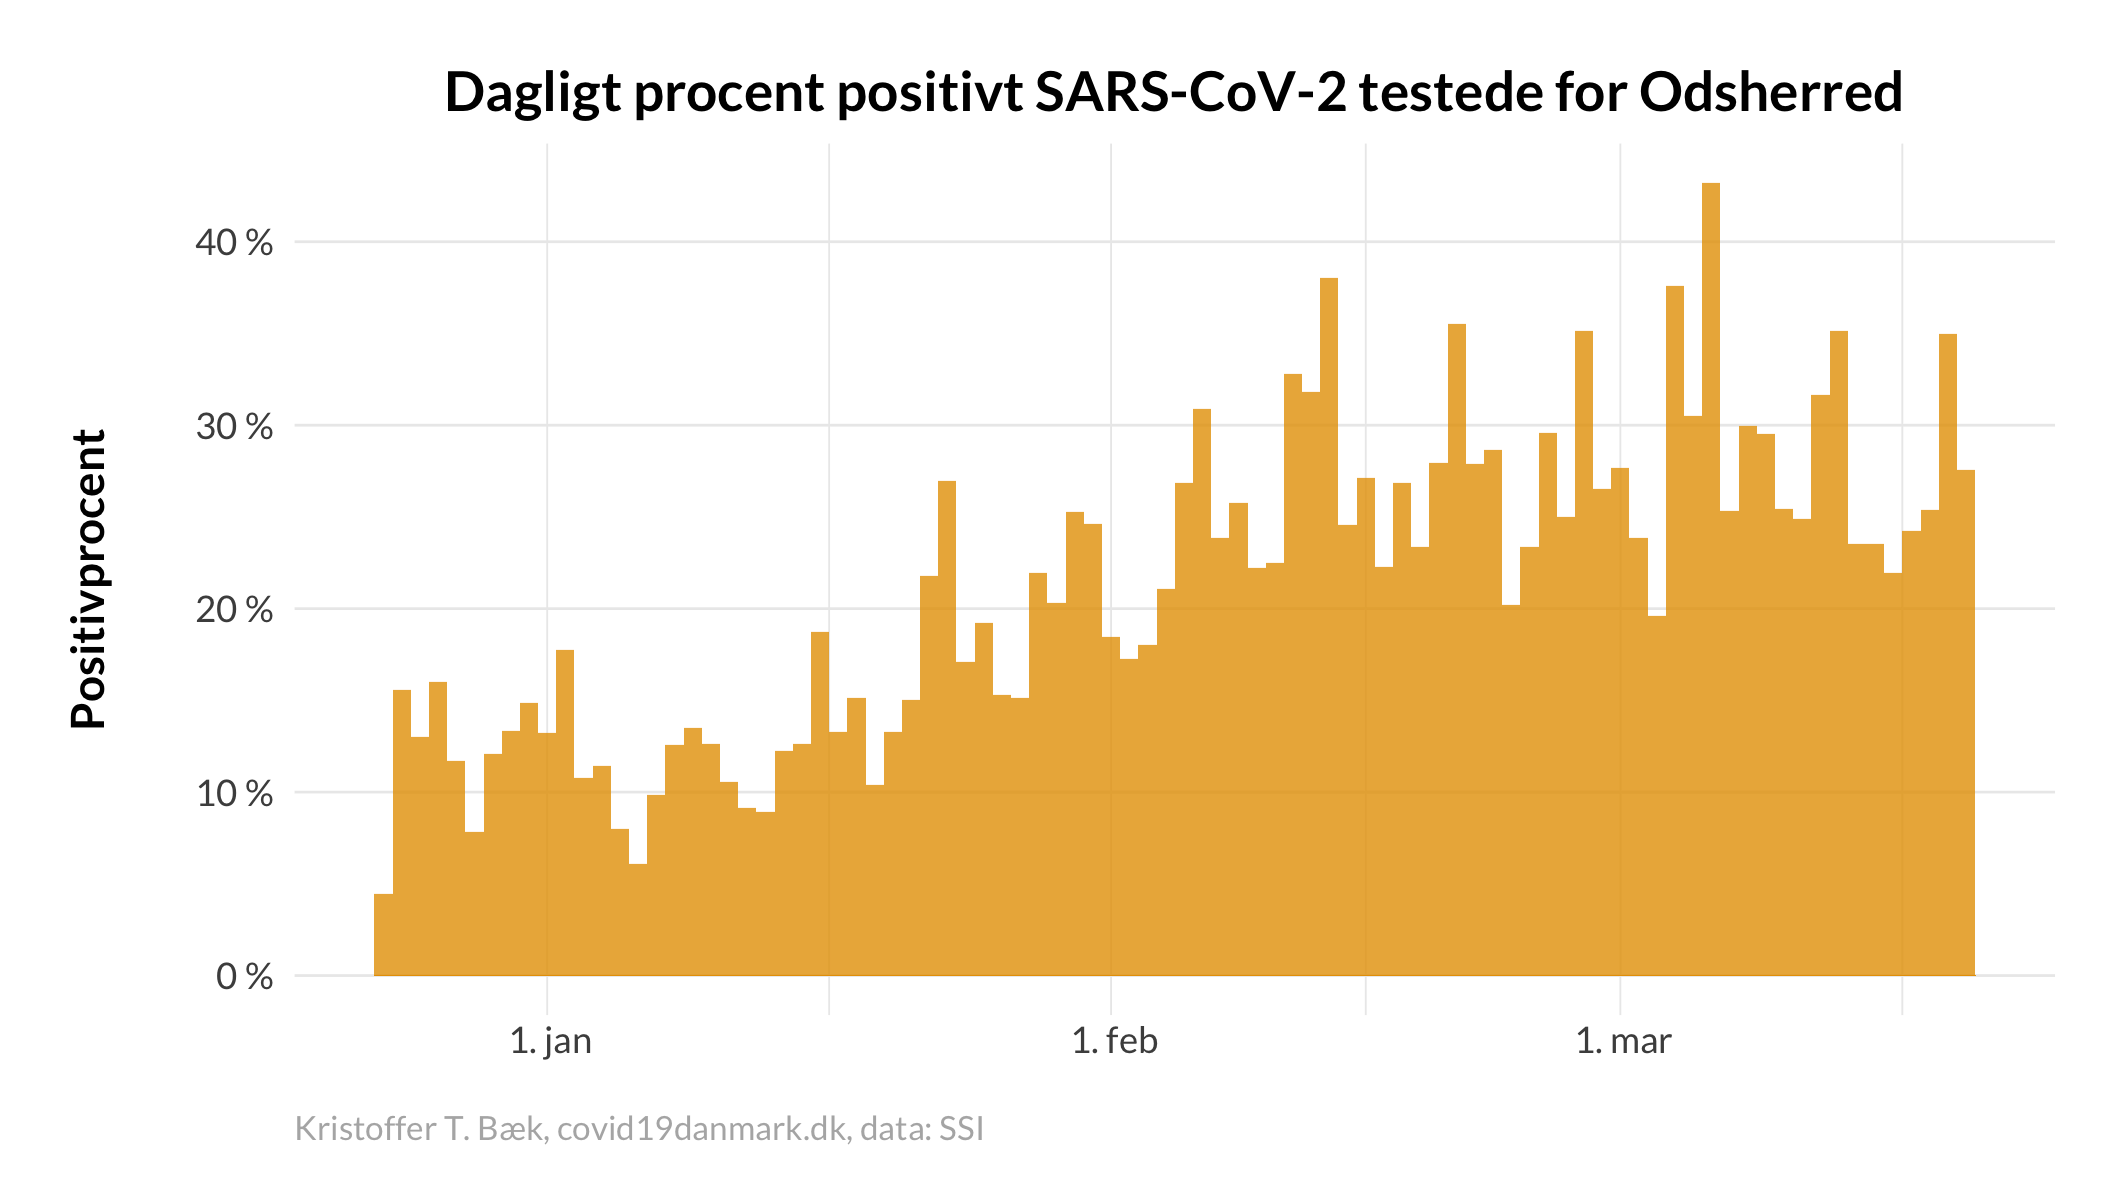 Dagligt procent positivt SARS-CoV-2 testede for Odsherred
Positivprocent
40 %
30 %
20 %
10 %
0 %
1. jan
1. feb
1. mar
Kristoffer T. Bæk, covid19danmark.dk, data: SSI